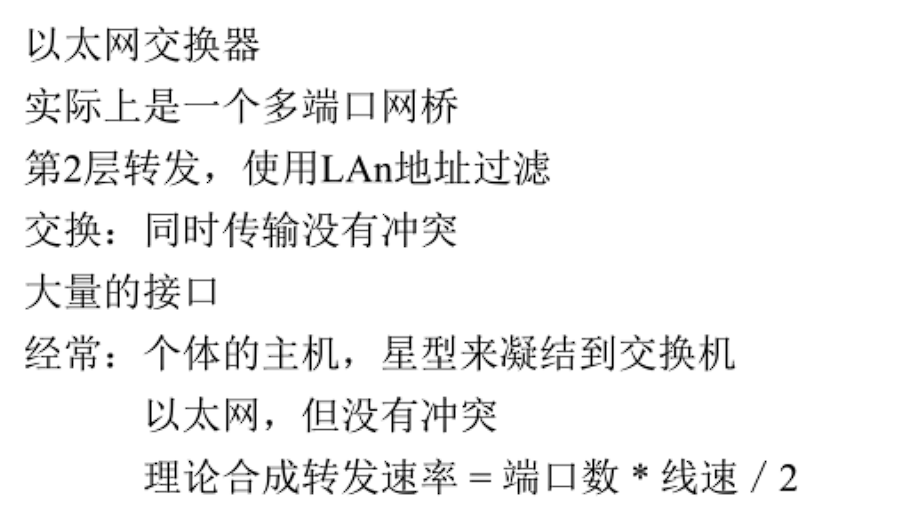 以太网交换器
实际上是一个多端口网桥
第2层转发，使用LAn地址过滤
交换：同时传输没有冲突
大量的接口
经常：个体的主机，星型来凝结到交换机
以太网，但没有冲突
理论合成转发速率 = 端口数 * 线速 / 2